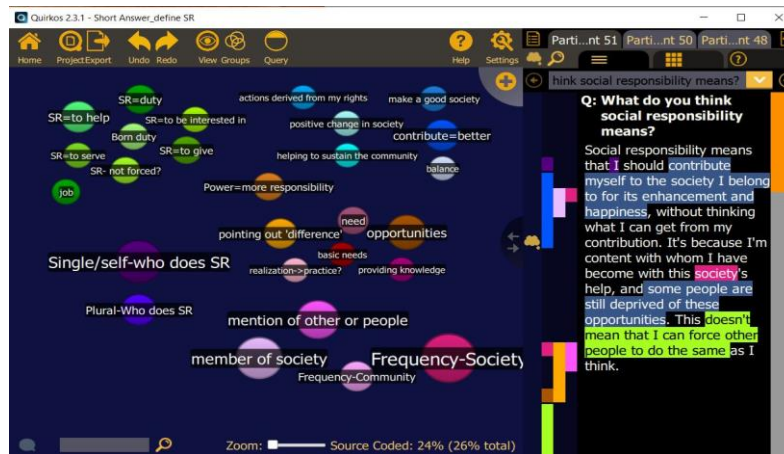 Quirkos 2.3.1 - Short Answer_define SR
Home Project Export Undo Redo View Groups Query Help Settings
Parti...nt 51 Parti...nt 50 Parti...nt 48
hink social responsibility means?
SR=duty
SR=to help
SR=to be interested in
Born duty
SR=to serve
SR=to give
SR- not forced?
job
actions derived from my rights
make a good society
positive change in society
contribute=better
helping to sustain the community
balance
Power=more responsibility
need
pointing out 'difference'
opportunities
basic needs
realization->practice?
providing knowledge
Single/self-who does SR
Plural-Who does SR
mention of other or people
member of society
Frequency-Society
Frequency-Community
Zoom:
Source Coded: 24% (26% total)
Q: What do you think
social responsibility
means?
Social responsibility means
that I should contribute
myself to the society I belong
to for its enhancement and
happiness, without thinking
what I can get from my
contribution. It's because I'm
content with whom I have
become with this society's
help, and some people are
still deprived of these
opportunities. This doesn't
mean that I can force other
people to do the same as I
think.